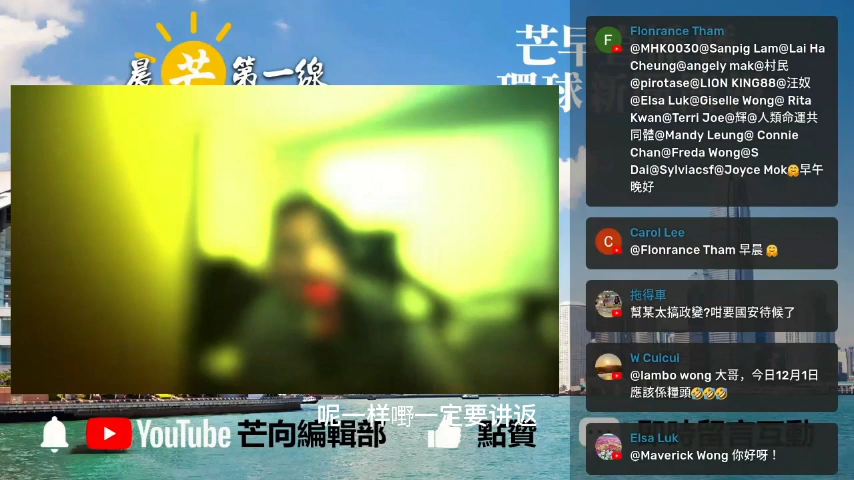 晨芒第一線
芒早
環球 新
Flonrance Tham
@MHK0030@Sanpig Lam@Lai Ha
Cheung@angely mak@村民
@pirotase@LION KING88@汪奴
@Elsa Luk@Giselle Wong@ Rita
Kwan@Terri Joe@輝@人類命運共
同體@Mandy Leung@ Connie
Chan@Freda Wong@S
Dai@Sylviacsf@Joyce Mok🤗早午
晚好
Carol Lee
@Flonrance Tham 早晨 🤗
拖得車
幫某太搞政變?咁要國安待候了
W Cuicui
@lambo wong 大哥，今日12月1日
應該係糧頭🤣🤣🤣
Elsa Luk
@Maverick Wong 你好呀！
呢一样嘢一定要讲返
YouTube 芒向編輯部 點贊 即時留言互動